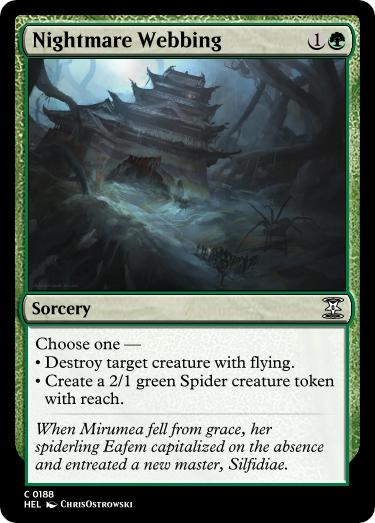 Nightmare Webbing 1
Sorcery
Choose one —
• Destroy target creature with flying.
• Create a 2/1 green Spider creature token
with reach.
When Mirumea fell from grace, her
spiderling Eafem capitalized on the absence
and entreated a new master, Silfidiae.
C 0188
HEL ChrisOstrowski